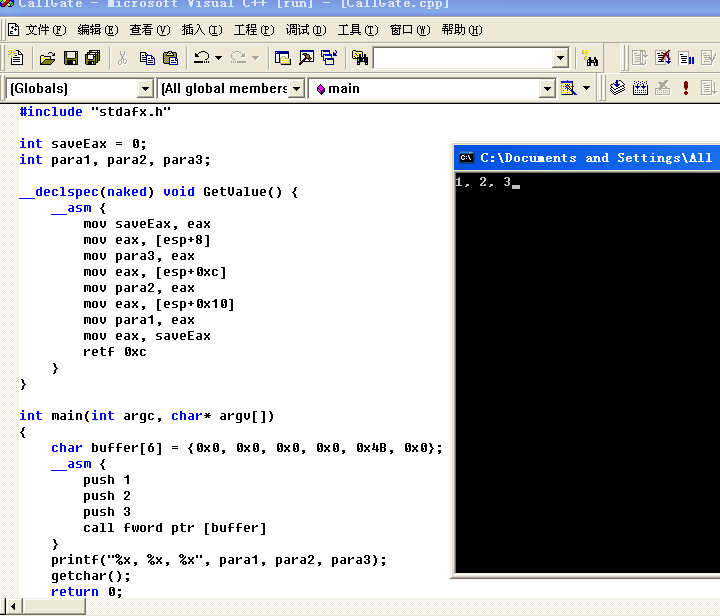 CallGate - Microsoft Visual C++ [run] - [CallGate.cpp]
文件(F) 编辑(E) 查看(V) 插入(I) 工程(P) 调试(D) 工具(T) 窗口(W) 帮助(H)
(Globals) (All global members main
#include "stdafx.h"
int saveEax = 0;
int para1, para2, para3;
__declspec(naked) void GetValue() {
__asm {
mov saveEax, eax
mov eax, [esp+8]
mov para3, eax
mov eax, [esp+0xc]
mov para2, eax
mov eax, [esp+0x10]
mov para1, eax
mov eax, saveEax
retf 0xc
}
}
int main(int argc, char* argv[])
{
char buffer[6] = {0x0, 0x0, 0x0, 0x0, 0x4B, 0x0};
__asm {
push 1
push 2
push 3
call fword ptr [buffer]
}
printf("%x, %x, %x", para1, para2, para3);
getchar();
return 0;
C:\Documents and Settings\All
1, 2, 3